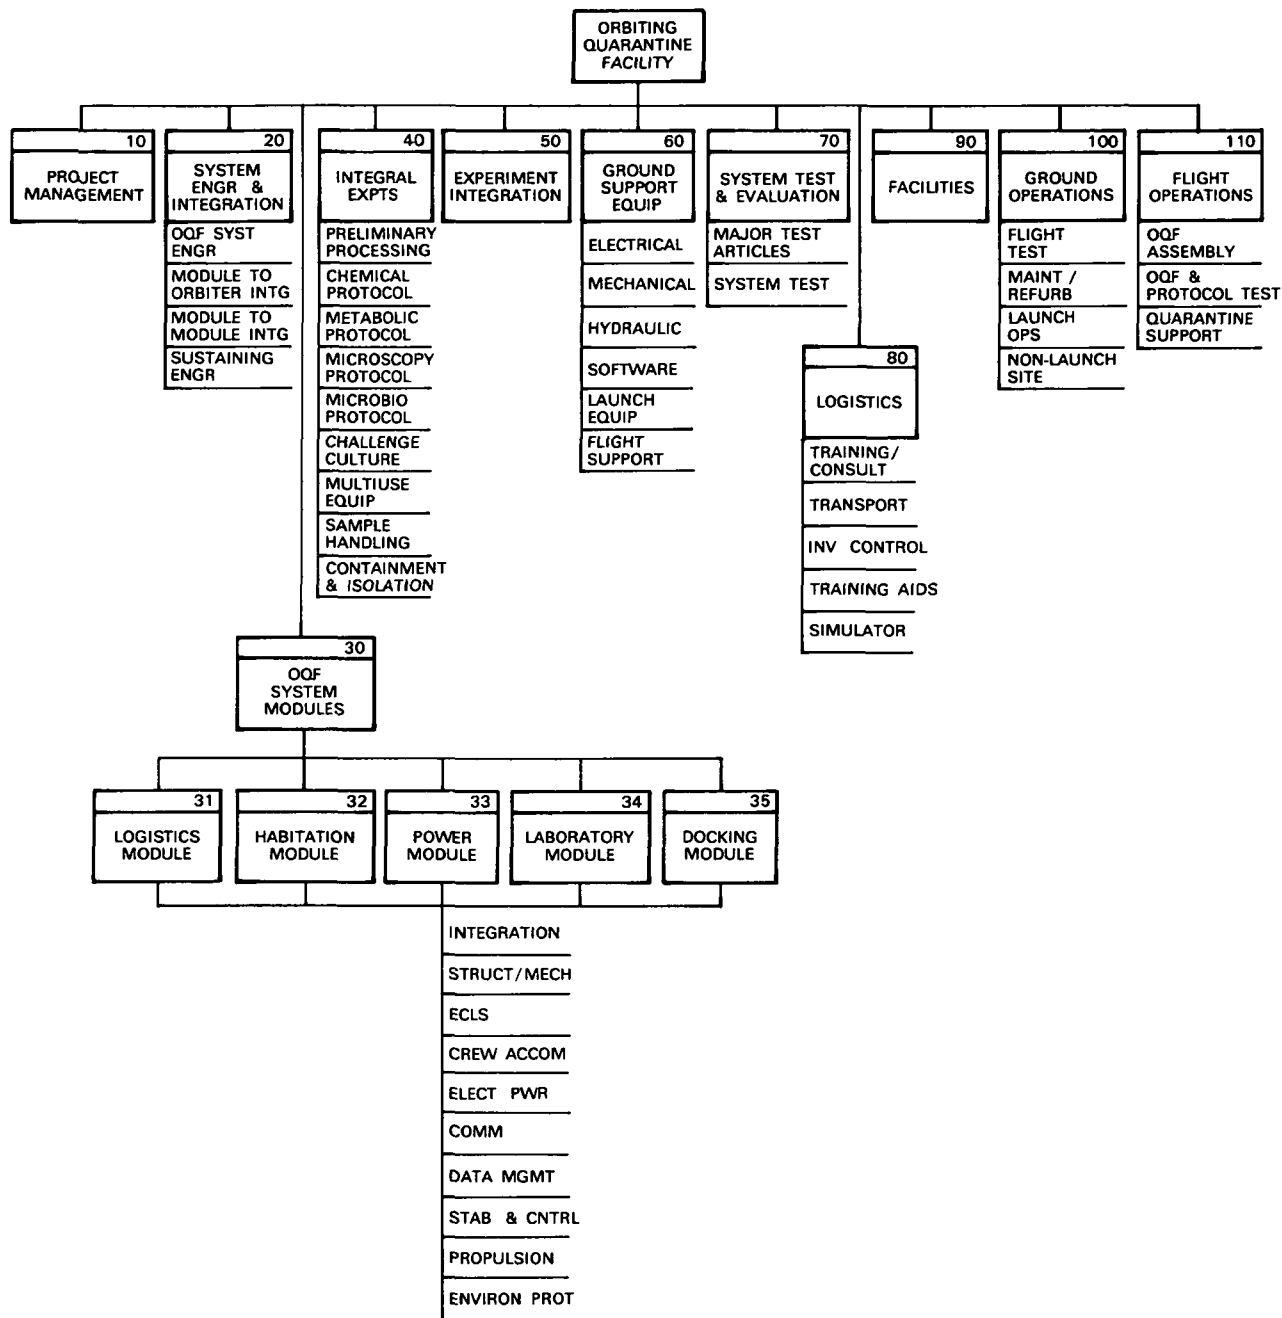 ORBITING
QUARANTINE
FACILITY
10
PROJECT
MANAGEMENT
20
SYSTEM
ENGR &
INTEGRATION
OQF SYST
ENGR
MODULE TO
ORBITER INTG
MODULE TO
MODULE INTG
SUSTAINING
ENGR
40
INTEGRAL
EXPTS
PRELIMINARY
PROCESSING
CHEMICAL
PROTOCOL
METABOLIC
PROTOCOL
MICROSCOPY
PROTOCOL
MICROBIO
PROTOCOL
CHALLENGE
CULTURE
MULTIUSE
EQUIP
SAMPLE
HANDLING
CONTAINMENT
& ISOLATION
50
EXPERIMENT
INTEGRATION
60
GROUND
SUPPORT
EQUIP
ELECTRICAL
MECHANICAL
HYDRAULIC
SOFTWARE
LAUNCH
EQUIP
FLIGHT
SUPPORT
70
SYSTEM TEST
& EVALUATION
MAJOR TEST
ARTICLES
SYSTEM TEST
80
LOGISTICS
TRAINING/
CONSULT
TRANSPORT
INV CONTROL
TRAINING AIDS
SIMULATOR
90
FACILITIES
100
GROUND
OPERATIONS
FLIGHT
TEST
MAINT /
REFURB
LAUNCH
OPS
NON-LAUNCH
SITE
110
FLIGHT
OPERATIONS
OQF
ASSEMBLY
OQF &
PROTOCOL TEST
QUARANTINE
SUPPORT
30
OQF
SYSTEM
MODULES
31
LOGISTICS
MODULE
32
HABITATION
MODULE
33
POWER
MODULE
34
LABORATORY
MODULE
35
DOCKING
MODULE
INTEGRATION
STRUCT/MECH
ECLS
CREW ACCOM
ELECT PWR
COMM
DATA MGMT
STAB & CNTRL
PROPULSION
ENVIRON PROT